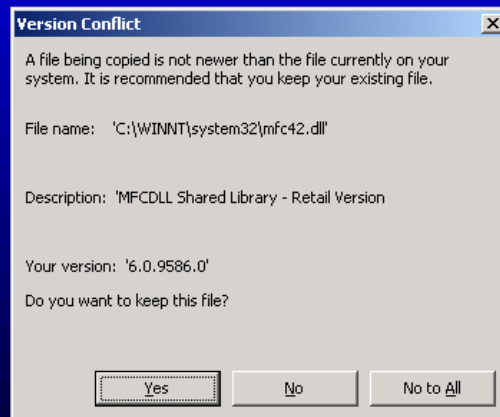 Version Conflict
A file being copied is not newer than the file currently on your
system. It is recommended that you keep your existing file.
File name: 'C:\WINNT\system32\mfc42.dll'
Description: 'MFCDLL Shared Library - Retail Version
Your version: '6.0.9586.0'
Do you want to keep this file?
Yes No No to All